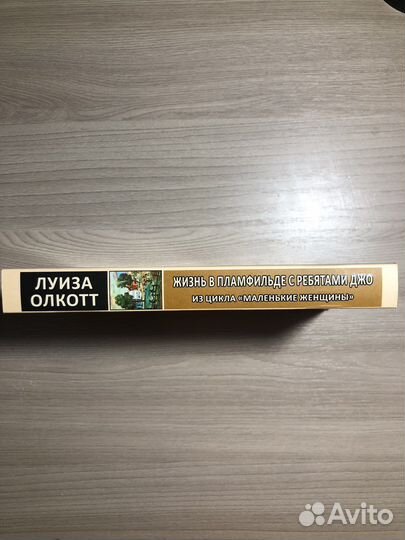 ЛУИЗА
ОЛКОТТ
ЖИЗНЬ В ПЛАМФИЛЬДЕ С РЕБЯТАМИ ДЖО
ИЗ ЦИКЛА «МАЛЕНЬКИЕ ЖЕНЩИНЫ»
Avito